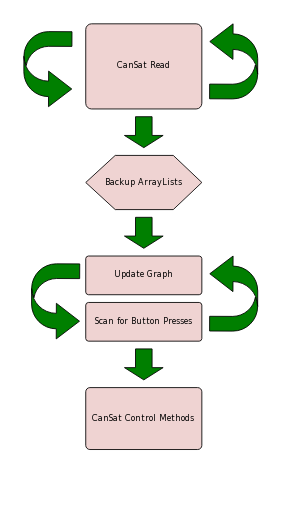 CanSat Read
Backup ArrayLists
Update Graph
Scan for Button Presses
CanSat Control Methods